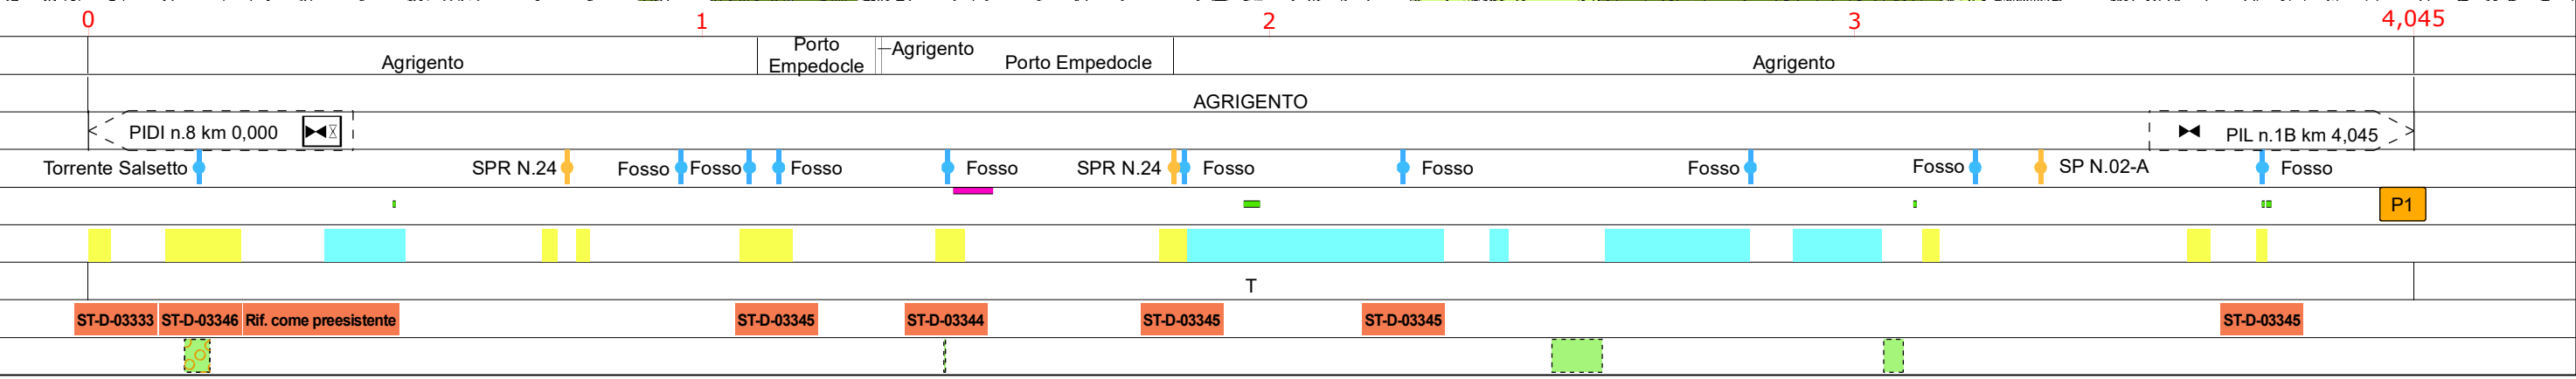 0 1 2 3 4,045
Agrigento
Porto
Empedocle
Agrigento
Porto Empedocle
Agrigento
AGRIGENTO
PIDI n.8 km 0,000
PIL n.1B km 4,045
Torrente Salsetto SPR N.24 Fosso Fosso Fosso Fosso SPR N.24 Fosso Fosso Fosso Fosso SP N.02-A Fosso
P1
T
ST-D-03333 ST-D-03346 Rif. come preesistente ST-D-03345 ST-D-03344 ST-D-03345 ST-D-03345 ST-D-03345